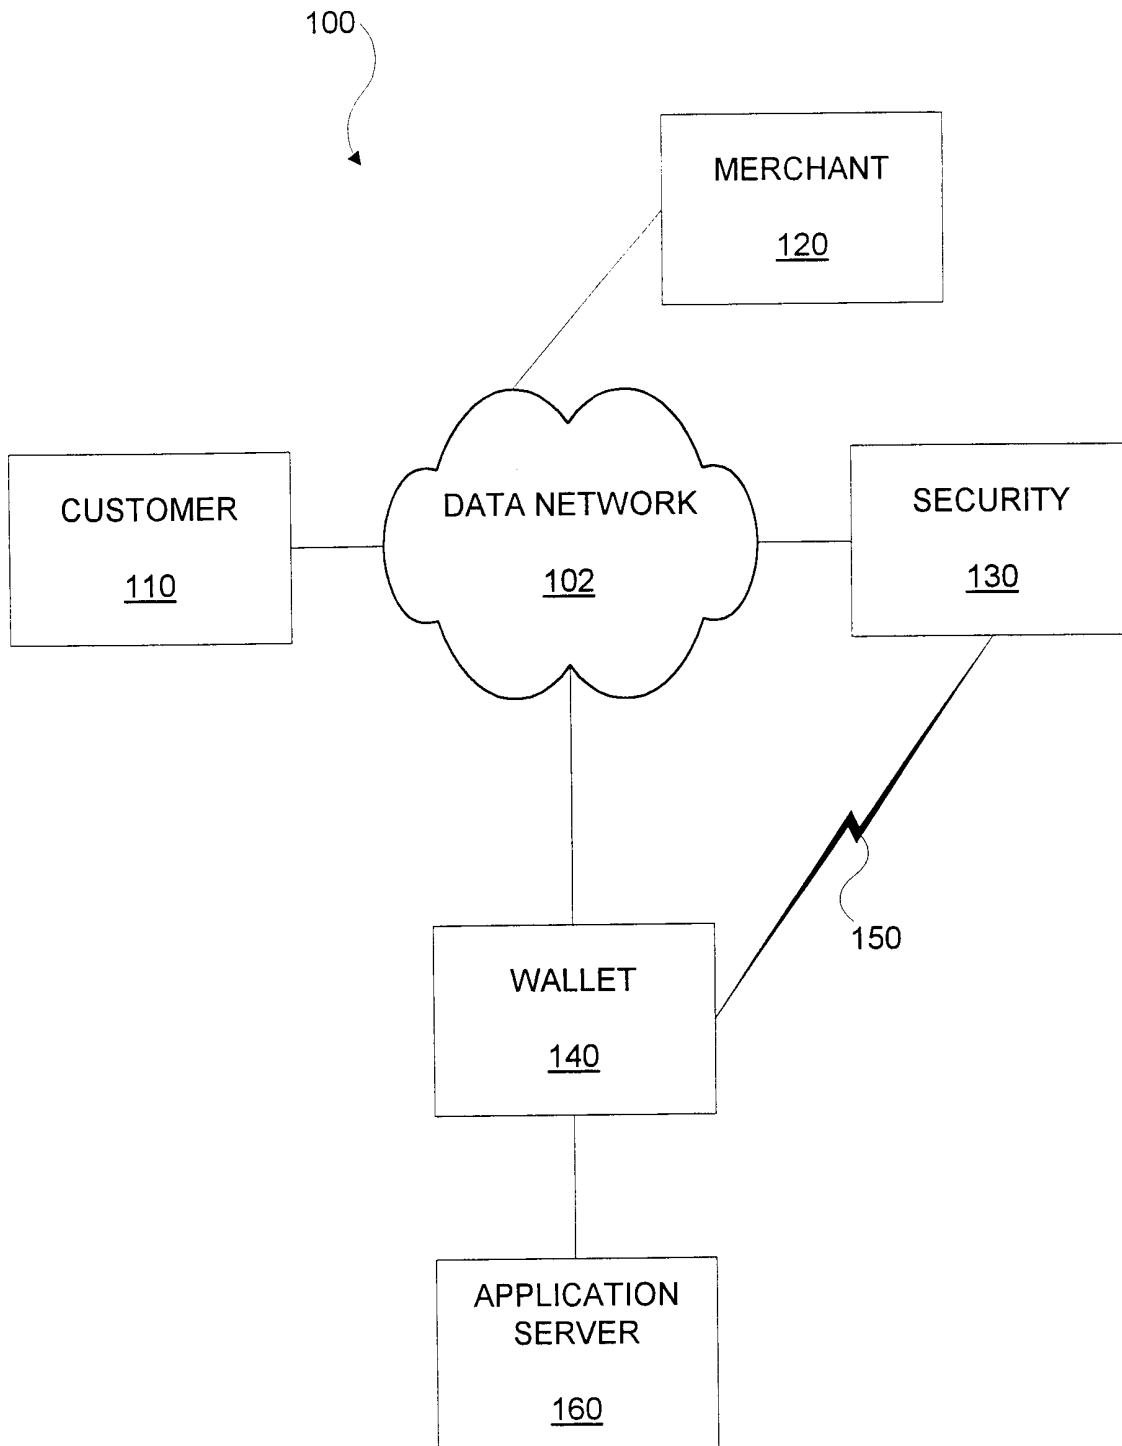 100
MERCHANT
120
CUSTOMER
110
DATA NETWORK
102
SECURITY
130
150
WALLET
140
APPLICATION
SERVER
160